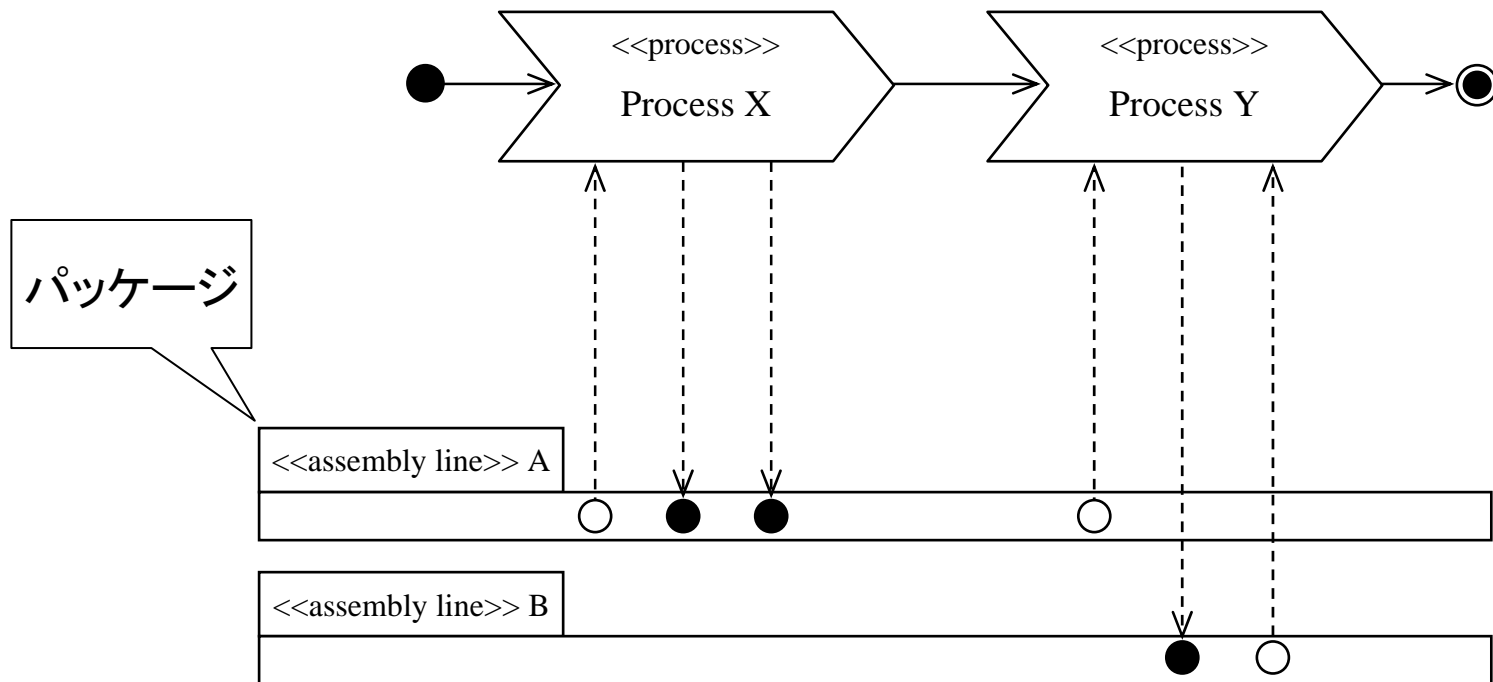 <<process>>
Process X
<<process>>
Process Y
パッケージ
<<assembly line>> A
<<assembly line>> B